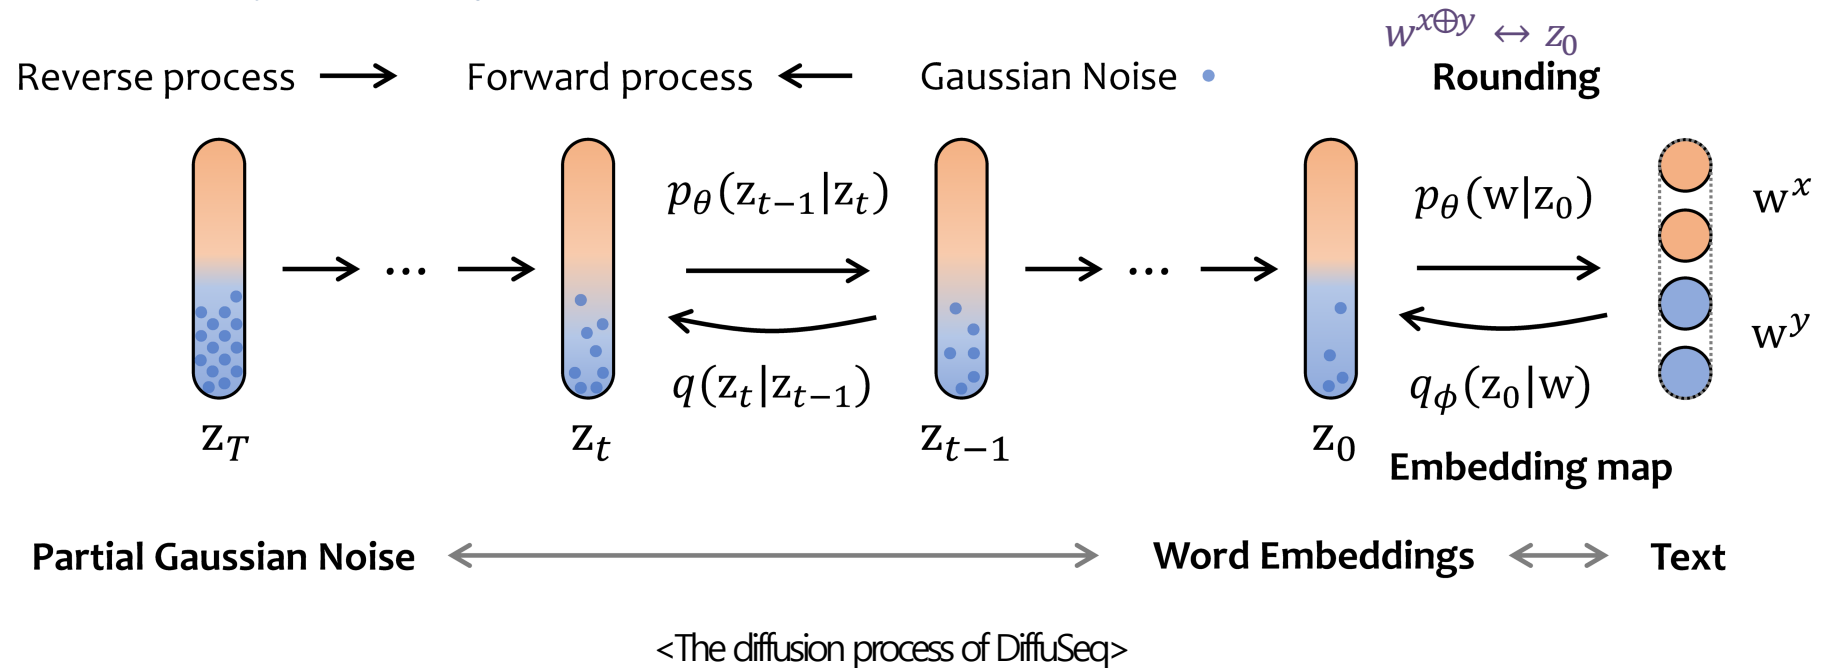 w^{x⊕y} ↔ z_0
Reverse process → Forward process ← Gaussian Noise • Rounding
p_θ(z_{t−1}|z_t) p_θ(w|z_0) w^x
→ ... → → → ... → →
w^y
q(z_t|z_{t−1}) q_ϕ(z_0|w)
z_T z_t z_{t−1} z_0
Embedding map
Partial Gaussian Noise ⟷ Word Embeddings ⟷ Text
<The diffusion process of DiffuSeq>